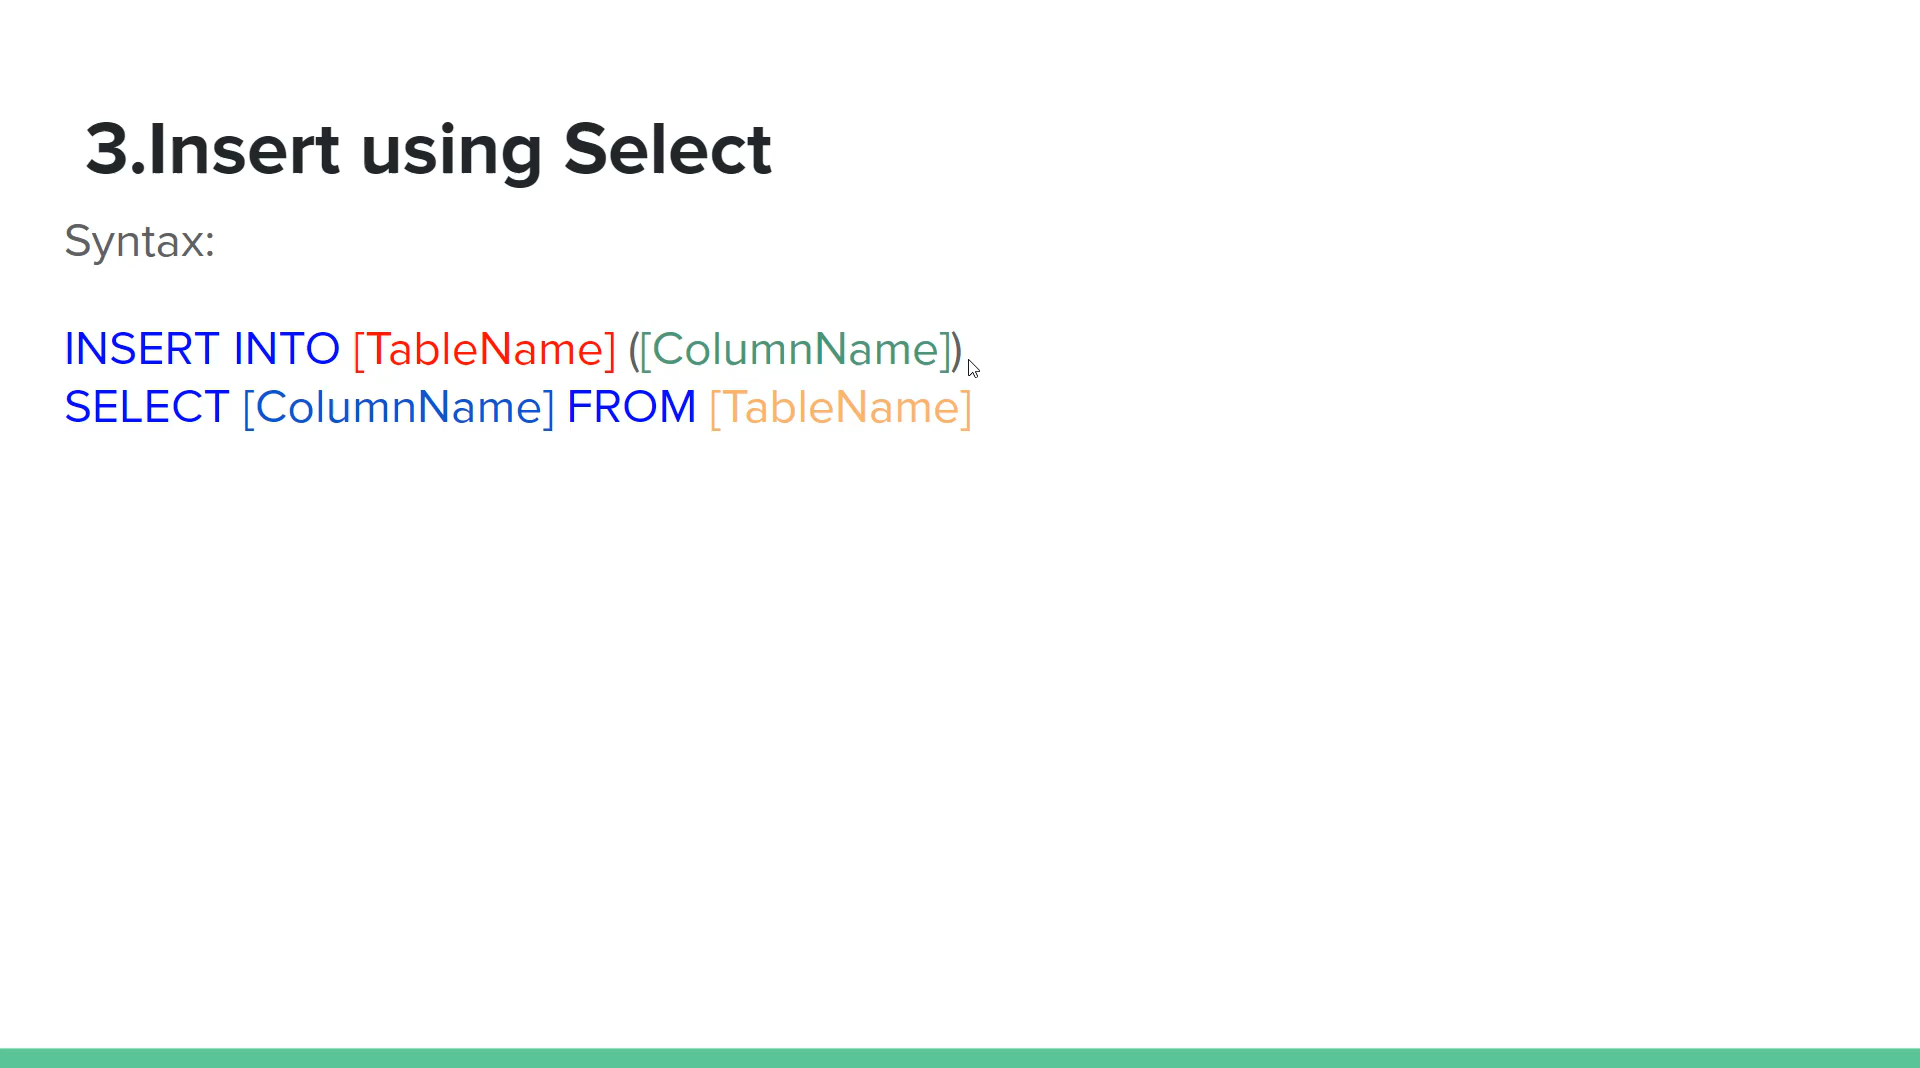 3.Insert using Select
Syntax:
INSERT INTO [TableName] ([ColumnName])
SELECT [ColumnName] FROM [TableName]